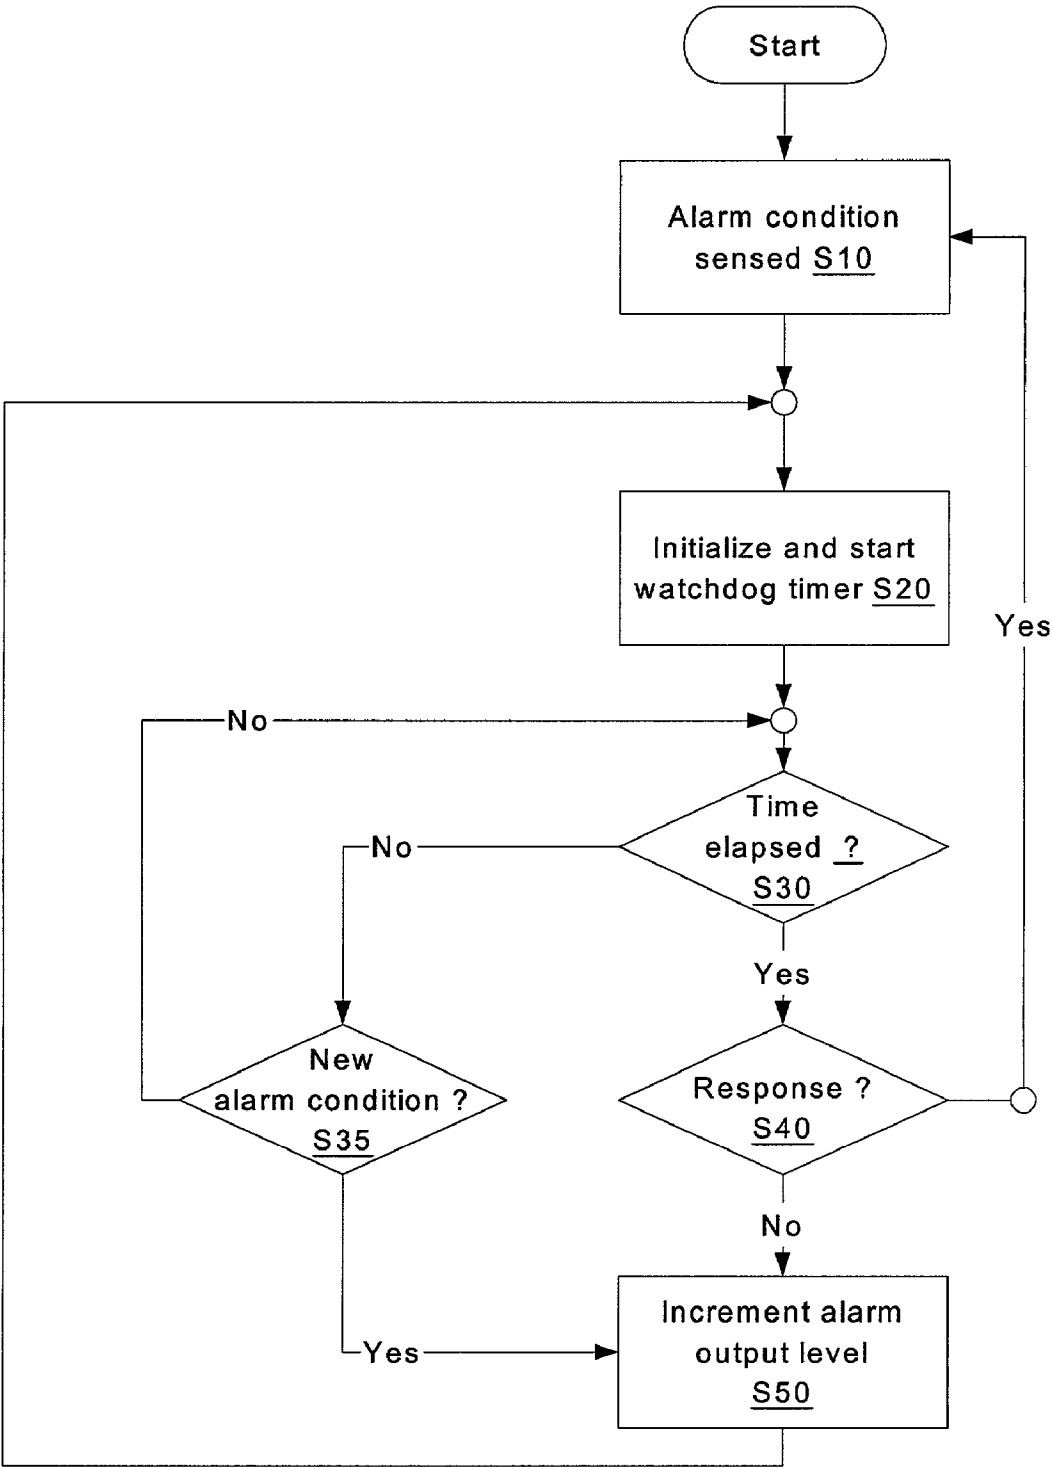 Start
Alarm condition
sensed S10
Initialize and start
watchdog timer S20
Yes
No
Time
elapsed ?
S30
No
Yes
New
alarm condition ?
S35
Response ?
S40
No
Increment alarm
output level
S50
Yes